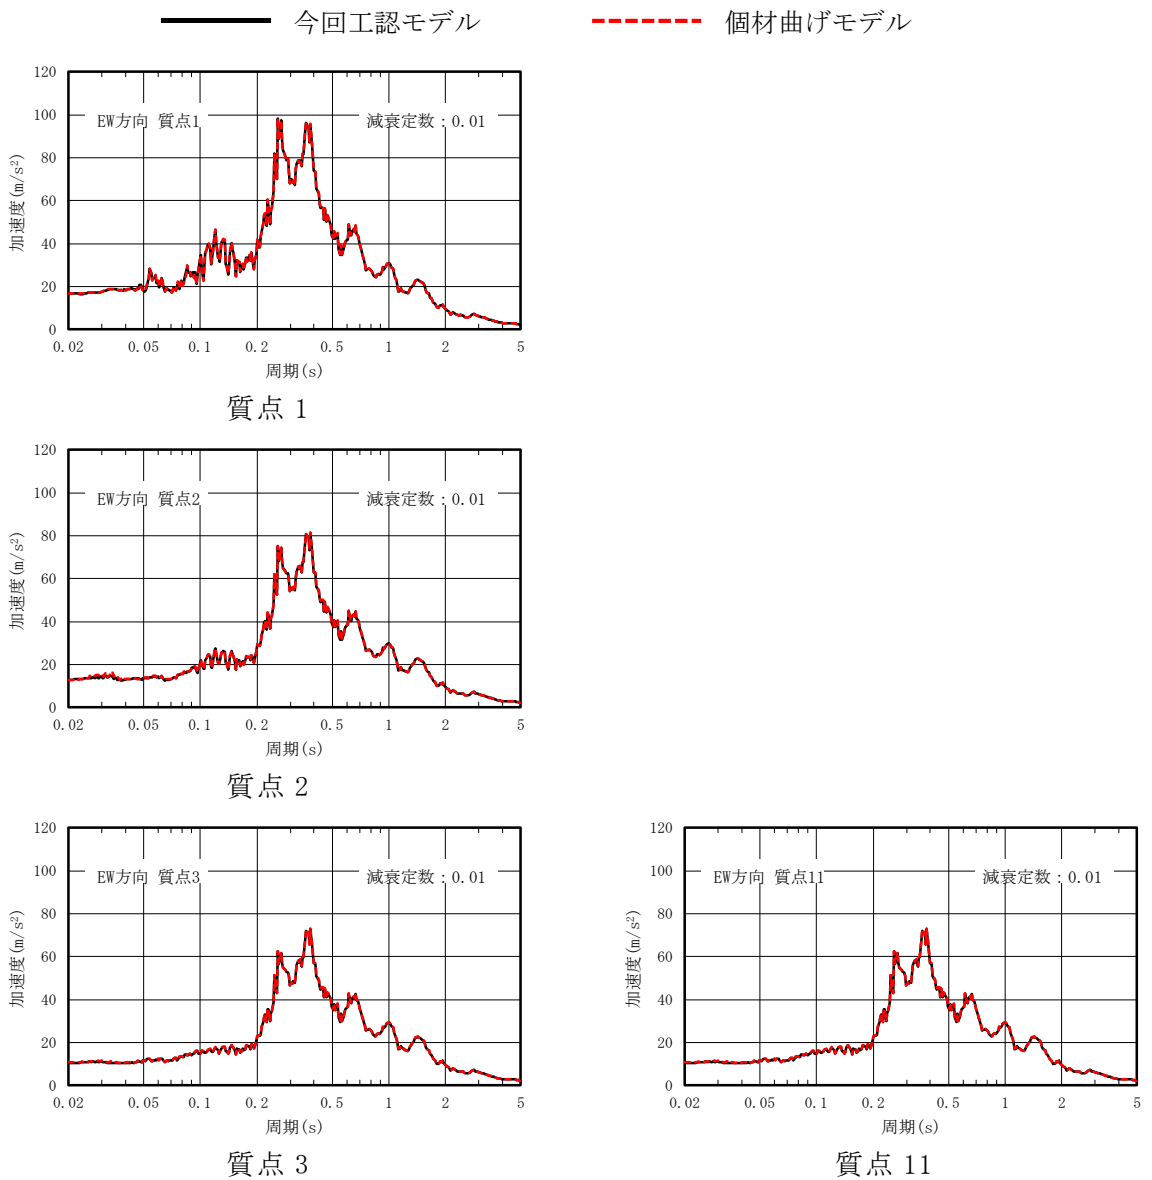 今回工認モデル 個材曲げモデル
120
100
80
60
40
20
0
加速度(m/s²)
EW方向 質点1 減衰定数：0.01
0.02 0.05 0.1 0.2 0.5 1 2 5
周期(s)
質点 1
120
100
80
60
40
20
0
加速度(m/s²)
EW方向 質点2 減衰定数：0.01
0.02 0.05 0.1 0.2 0.5 1 2 5
周期(s)
質点 2
120
100
80
60
40
20
0
加速度(m/s²)
EW方向 質点3 減衰定数：0.01
0.02 0.05 0.1 0.2 0.5 1 2 5
周期(s)
質点 3
120
100
80
60
40
20
0
加速度(m/s²)
EW方向 質点11 減衰定数：0.01
0.02 0.05 0.1 0.2 0.5 1 2 5
周期(s)
質点 11